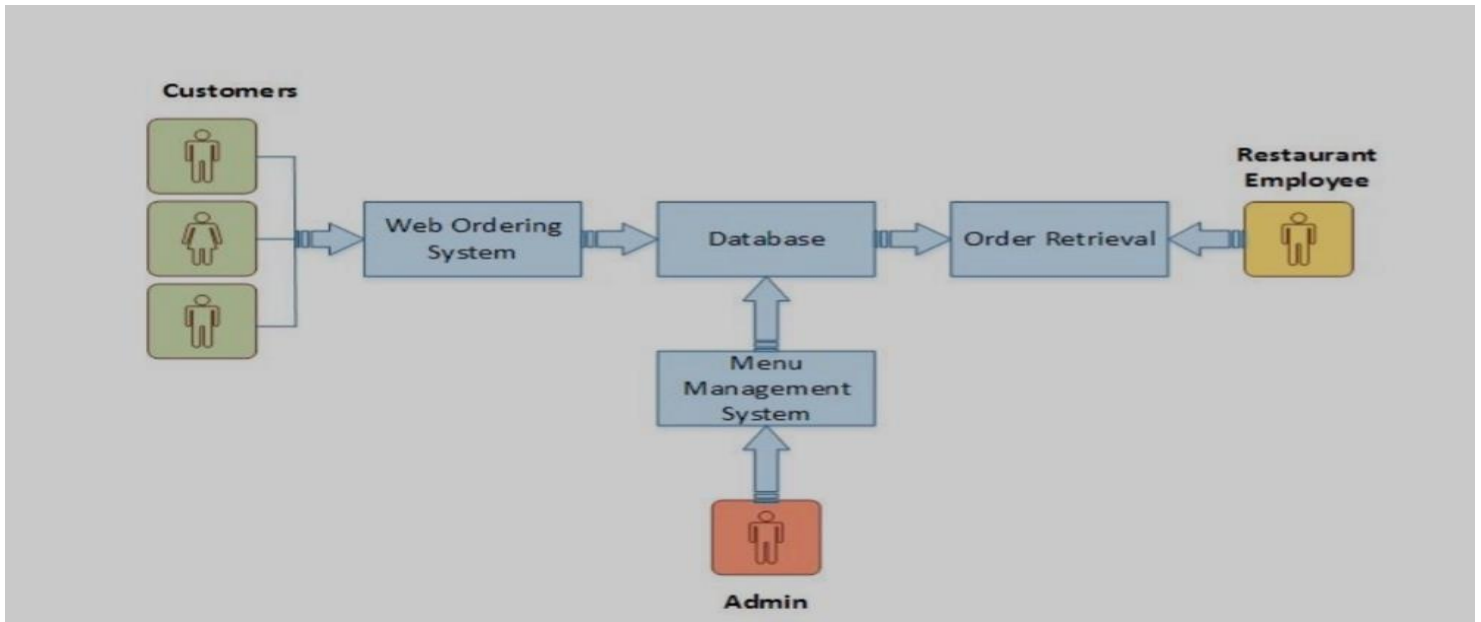 Customers
Restaurant
Employee
Web Ordering
System
Database
Order Retrieval
Menu
Management
System
Admin